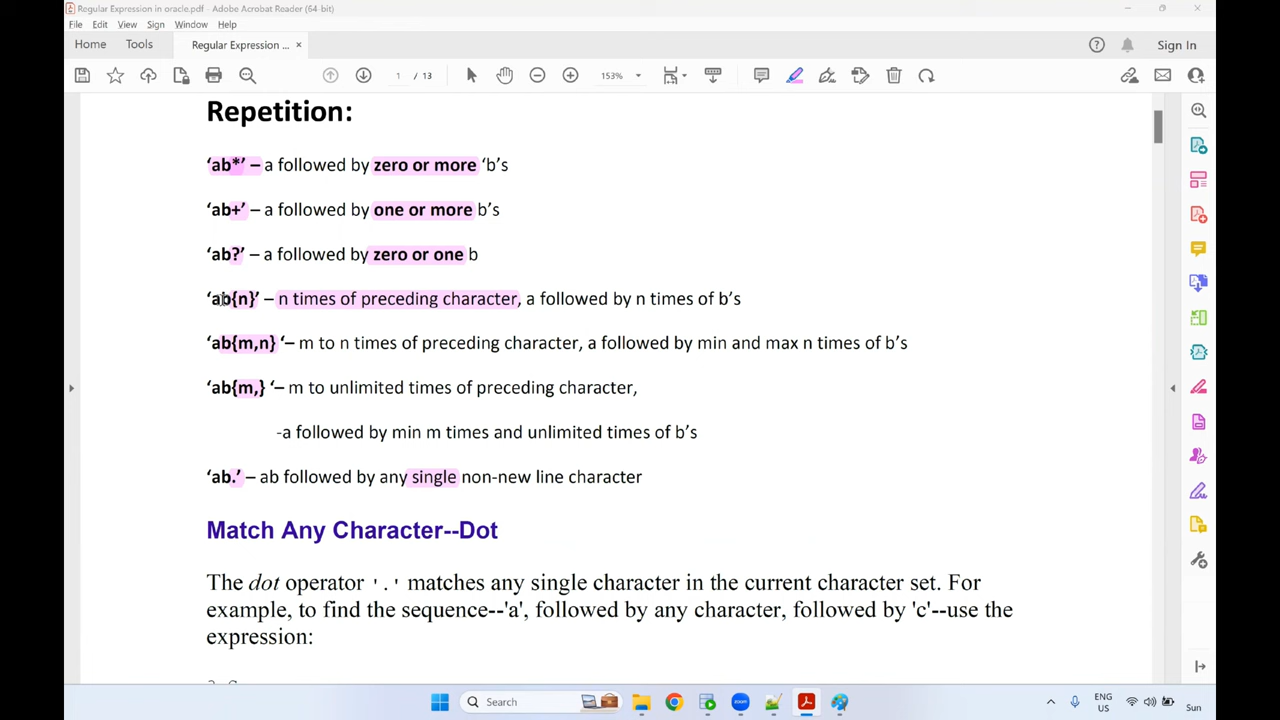 Regular Expression in oracle.pdf - Adobe Acrobat Reader (64-bit)
File Edit View Sign Window Help
Home Tools Regular Expression ... × Sign In
1 / 13 153%
Repetition:
‘ab*’ – a followed by zero or more ‘b’s
‘ab+’ – a followed by one or more b’s
‘ab?’ – a followed by zero or one b
‘ab{n}’ – n times of preceding character, a followed by n times of b’s
‘ab{m,n} ‘– m to n times of preceding character, a followed by min and max n times of b’s
‘ab{m,} ‘– m to unlimited times of preceding character,
-a followed by min m times and unlimited times of b’s
‘ab.’ – ab followed by any single non-new line character
Match Any Character--Dot
The dot operator '.' matches any single character in the current character set. For
example, to find the sequence--'a', followed by any character, followed by 'c'--use the
expression:
Search ENG
US Sun